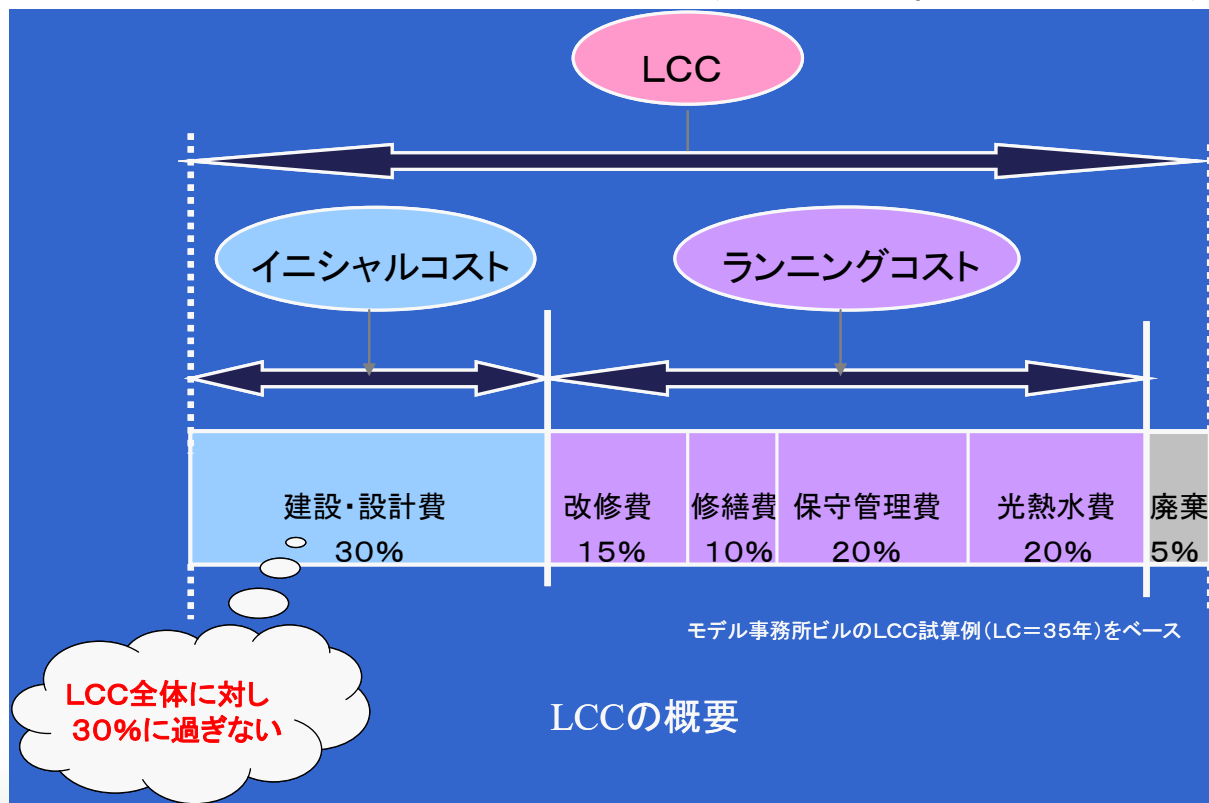 LCC
イニシャルコスト
ランニングコスト
建設・設計費
30%
改修費
15%
修繕費
10%
保守管理費
20%
光熱水費
20%
廃棄
5%
モデル事務所ビルのLCC試算例(LC=35年)をベース
LCC全体に対し
30%に過ぎない
LCCの概要